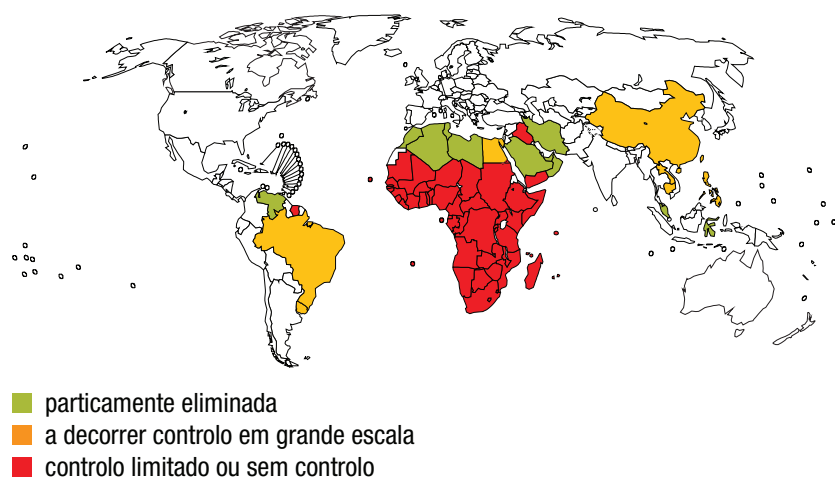 particamente eliminada
a decorrer controlo em grande escala
controlo limitado ou sem controlo